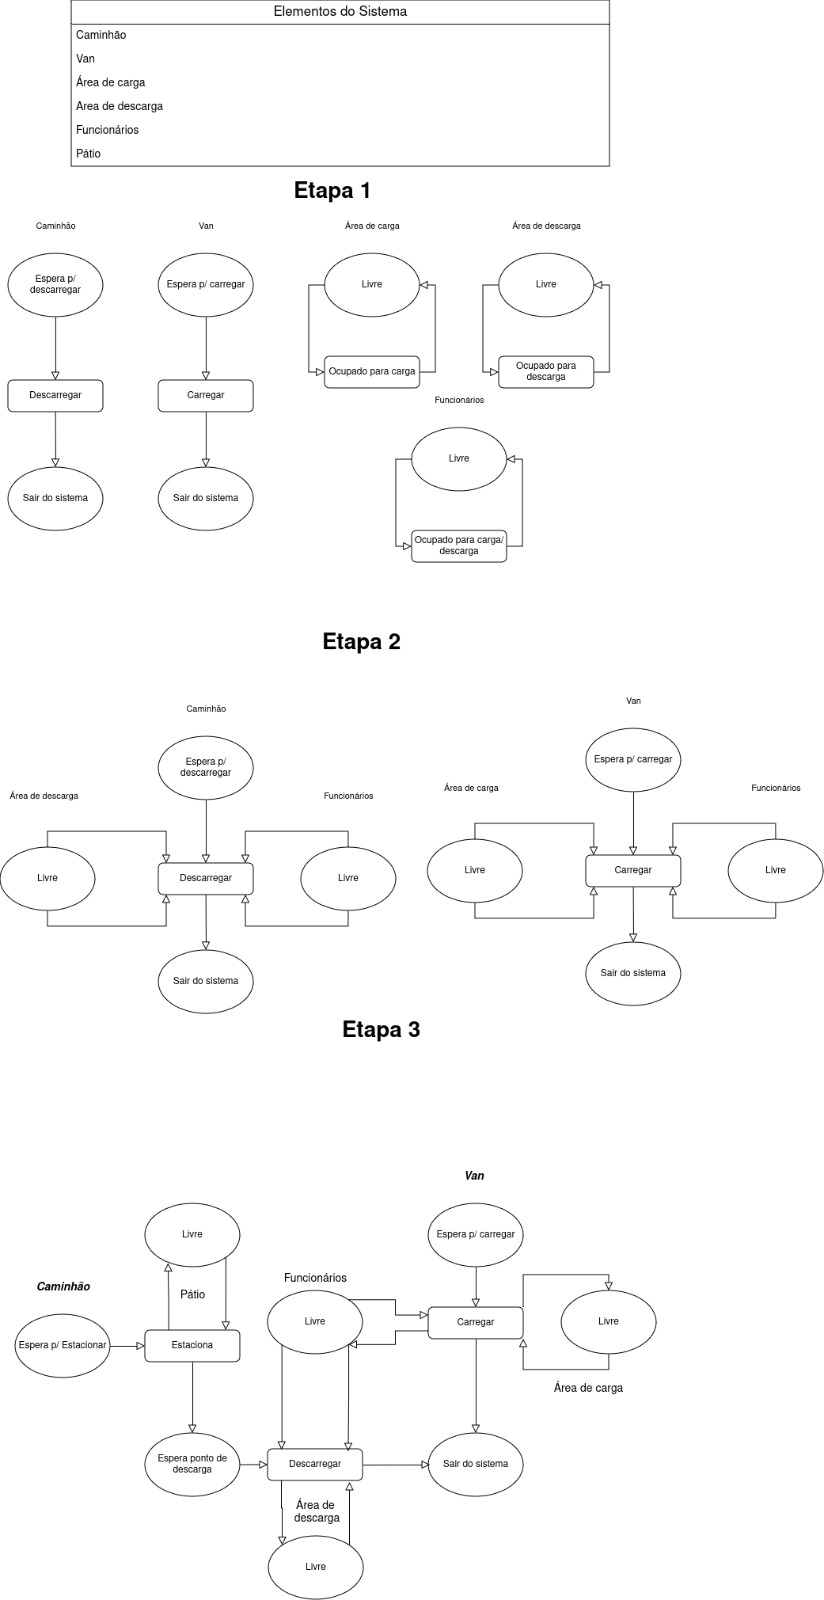 Elementos do Sistema
Caminhão
Van
Área de carga
Area de descarga
Funcionários
Pátio
Etapa 1
Caminhão
Van
Área de carga
Área de descarga
Espera p/
descarregar
Espera p/ carregar
Livre
Livre
Descarregar
Carregar
Ocupado para carga
Ocupado para
descarga
Funcionários
Livre
Sair do sistema
Sair do sistema
Ocupado para carga/
descarga
Etapa 2
Caminhão
Van
Espera p/
descarregar
Espera p/ carregar
Área de descarga
Funcionários
Área de carga
Funcionários
Livre
Descarregar
Livre
Livre
Carregar
Livre
Sair do sistema
Sair do sistema
Etapa 3
Van
Livre
Espera p/ carregar
Caminhão
Pátio
Funcionários
Espera p/ Estacionar
Estaciona
Livre
Carregar
Livre
Área de carga
Espera ponto de
descarga
Descarregar
Sair do sistema
Área de
descarga
Livre